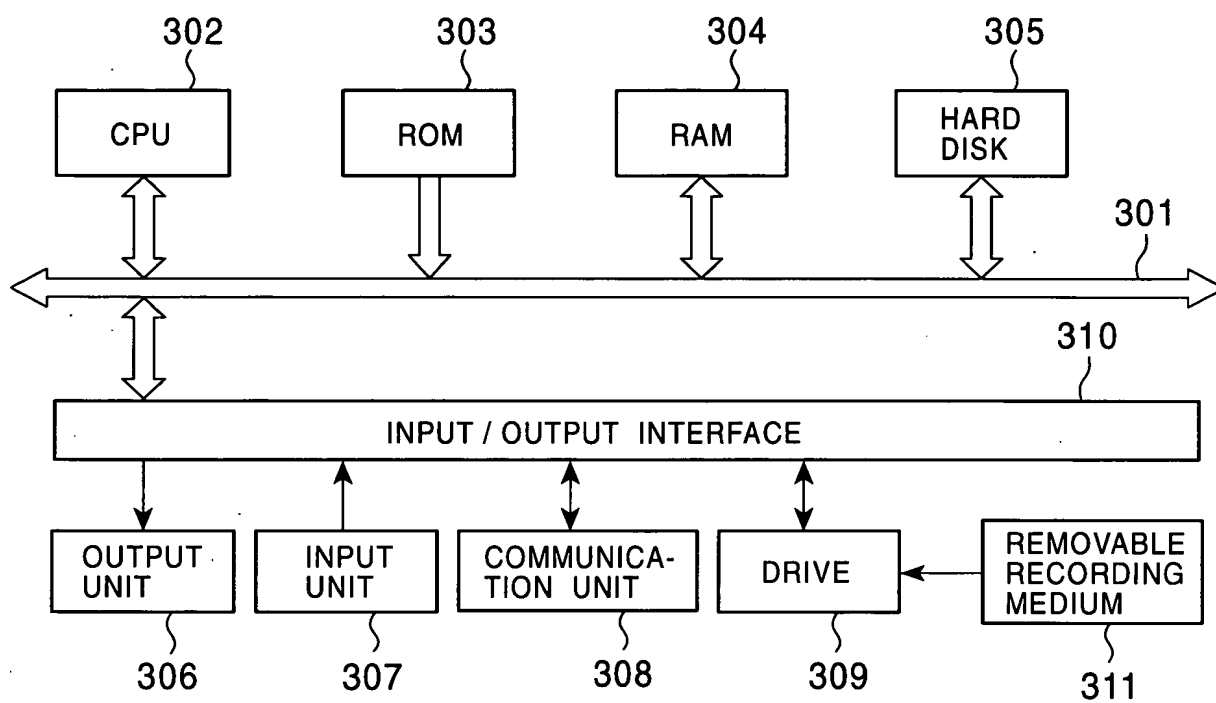 302
303
304
305
CPU
ROM
RAM
HARD
DISK
301
310
INPUT / OUTPUT INTERFACE
OUTPUT
UNIT
INPUT
UNIT
COMMUNICA-
TION UNIT
DRIVE
REMOVABLE
RECORDING
MEDIUM
306
307
308
309
311